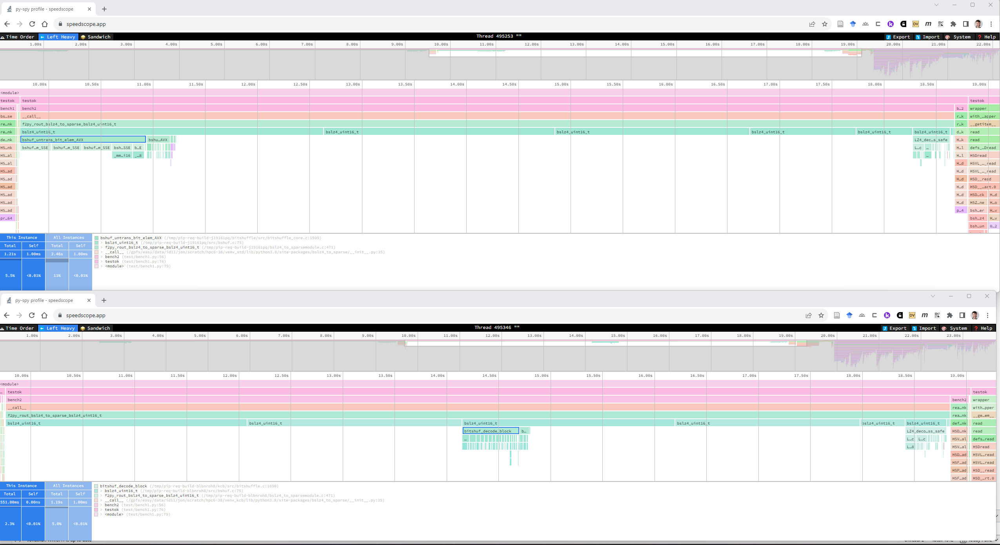 py-spy profile - speedscope
speedscope.app
Time Order Left Heavy Sandwich Thread 495253 "" Export Import System Help
1.00s 2.00s 3.00s 4.00s 5.00s 6.00s 7.00s 8.00s 9.00s 10.00s 11.00s 12.00s 13.00s 14.00s 15.00s 16.00s 17.00s 18.00s 19.00s 20.00s 21.00s 22.00s
10.00s 10.50s 11.00s 11.50s 12.00s 12.50s 13.00s 13.50s 14.00s 14.50s 15.00s 15.50s 16.00s 16.50s 17.00s 17.50s 18.00s 18.50s 19.00s
<module>
testok testok testok
bench1 bench2 b…2 wrapper
bs…se __call__ r…k with_…apper
re…nk f2py_rout_bslz4_to_sparse_bslz4_uint16_t r…k __getitem__
re…nk bslz4_uint16_t bslz4_uint16_t bslz4_uint16_t bslz4_uint16_t bslz4_uint16_t bslz4_uint16_t d…k read
de…nk bshuf_untrans_bit_elem_AVX bshu…AVX LZ4_dec…s_safe H…k read
H5…nk bshuf…m_SSE bshuf…m_SSE bshuf…m_SSE bsh…SSE b…E L…c … H…l defs_…Dread
H5…al _mm…i16 _…8 … H…l H5Dread
H5…al H…d H5VL_…_read
H5…ad H…d H5VL_…_read
H5…ad H…d H5D__read
H5…ad H…d H5D__…art.0
H5…ad H…d H5D…ck H…d
H5…ad H…d H5Z…ne H…o
H5…ad p…4 bsh…er H…v
pr…64 bsh…z4 H…v
bsh…un 0…2
This Instance All Instances
Total Self Total Self
1.21s 1.00ms 2.46s 1.00ms
5.5% <0.01% 11% <0.01%
bshuf_untrans_bit_elem_AVX (/tmp/pip-req-build-j19161pq/bitshuffle/src/bitshuffle_core.c:1599)
> bslz4_uint16_t (/tmp/pip-req-build-j19161pq/src/bshuf.c:75)
> f2py_rout_bslz4_to_sparse_bslz4_uint16_t (/tmp/pip-req-build-j19161pq/bslz4_to_sparsemodule.c:471)
> __call__ (/gpfs/easy/data/id11/jon/scratch/hpc6-38/venv_std/lib/python3.8/site-packages/bslz4_to_sparse/__init__.py:35)
> bench2 (test/bench1.py:56)
> testok (test/bench1.py:76)
> <module> (test/bench1.py:79)
py-spy profile - speedscope
speedscope.app
Time Order Left Heavy Sandwich Thread 495346 "" Export Import System Help
1.00s 2.00s 3.00s 4.00s 5.00s 6.00s 7.00s 8.00s 9.00s 10.00s 11.00s 12.00s 13.00s 14.00s 15.00s 16.00s 17.00s 18.00s 19.00s 20.00s 21.00s 22.00s 23.00s
10.00s 10.50s 11.00s 11.50s 12.00s 12.50s 13.00s 13.50s 14.00s 14.50s 15.00s 15.50s 16.00s 16.50s 17.00s 17.50s 18.00s 18.50s 19.00s
<module>
… testok testok
bench2 bench2 wrapper
__call__ rea…nk with…pper
f2py_rout_bslz4_to_sparse_bslz4_uint16_t rea…nk __ge…em__
bslz4_uint16_t bslz4_uint16_t bslz4_uint16_t bslz4_uint16_t bslz4_uint16_t bslz4_uint16_t def…nk read
bitshuf_decode_block b… LZ4_deco…ss_safe H5D…nk read
… L…c L…c H5V…al defs…read
L…8 H5V…al H5Dread
H5D…ad H5VL…read
H5F…ad H5VL…read
H5P…ad H5D__read
H5F…ad H5D_…rt.0
This Instance All Instances
Total Self Total Self
551.00ms 0.00ns 1.19s 1.00ms
2.3% <0.01% 5.0% <0.01%
bitshuf_decode_block (/tmp/pip-req-build-blbnroh8/kcb/src/bitshuffle.c:1690)
> bslz4_uint16_t (/tmp/pip-req-build-blbnroh8/src/bshuf.c:75)
> f2py_rout_bslz4_to_sparse_bslz4_uint16_t (/tmp/pip-req-build-blbnroh8/bslz4_to_sparsemodule.c:471)
> __call__ (/gpfs/easy/data/id11/jon/scratch/hpc6-38/venv_kcb/lib/python3.8/site-packages/bslz4_to_sparse/__init__.py:35)
> bench2 (test/bench1.py:56)
> testok (test/bench1.py:76)
> <module> (test/bench1.py:79)